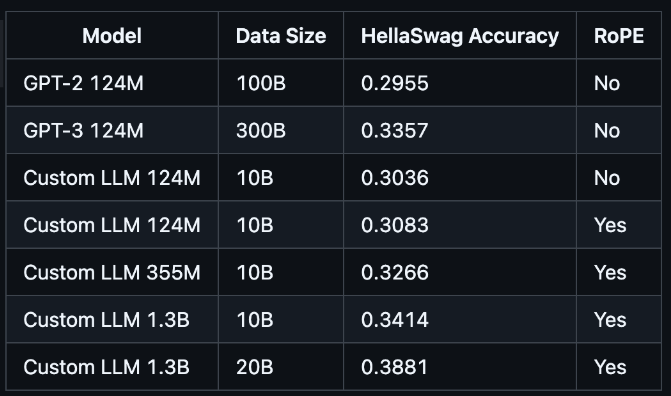 Model Data Size HellaSwag Accuracy RoPE
GPT-2 124M 100B 0.2955 No
GPT-3 124M 300B 0.3357 No
Custom LLM 124M 10B 0.3036 No
Custom LLM 124M 10B 0.3083 Yes
Custom LLM 355M 10B 0.3266 Yes
Custom LLM 1.3B 10B 0.3414 Yes
Custom LLM 1.3B 20B 0.3881 Yes